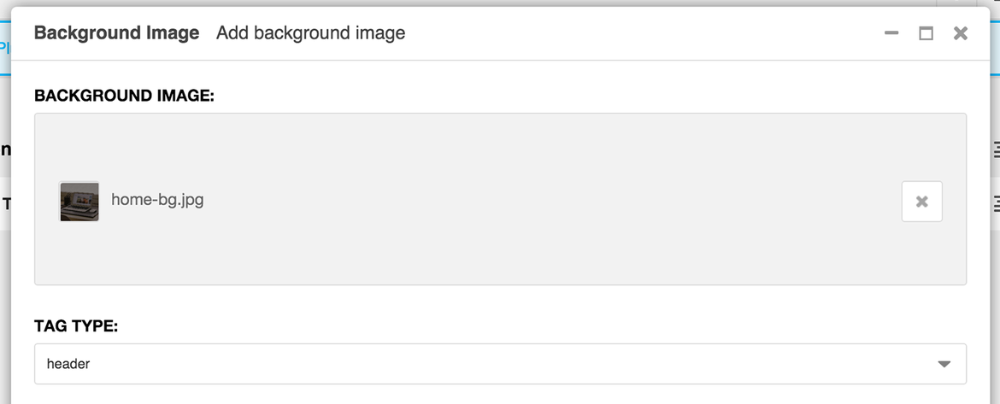 Background Image Add background image
BACKGROUND IMAGE:
home-bg.jpg
TAG TYPE:
header